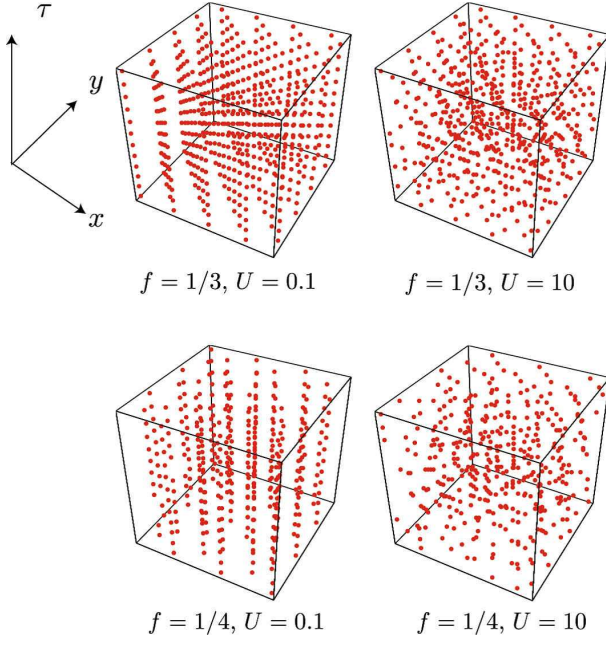 τ
y
x
f = 1/3, U = 0.1
f = 1/3, U = 10
f = 1/4, U = 0.1
f = 1/4, U = 10